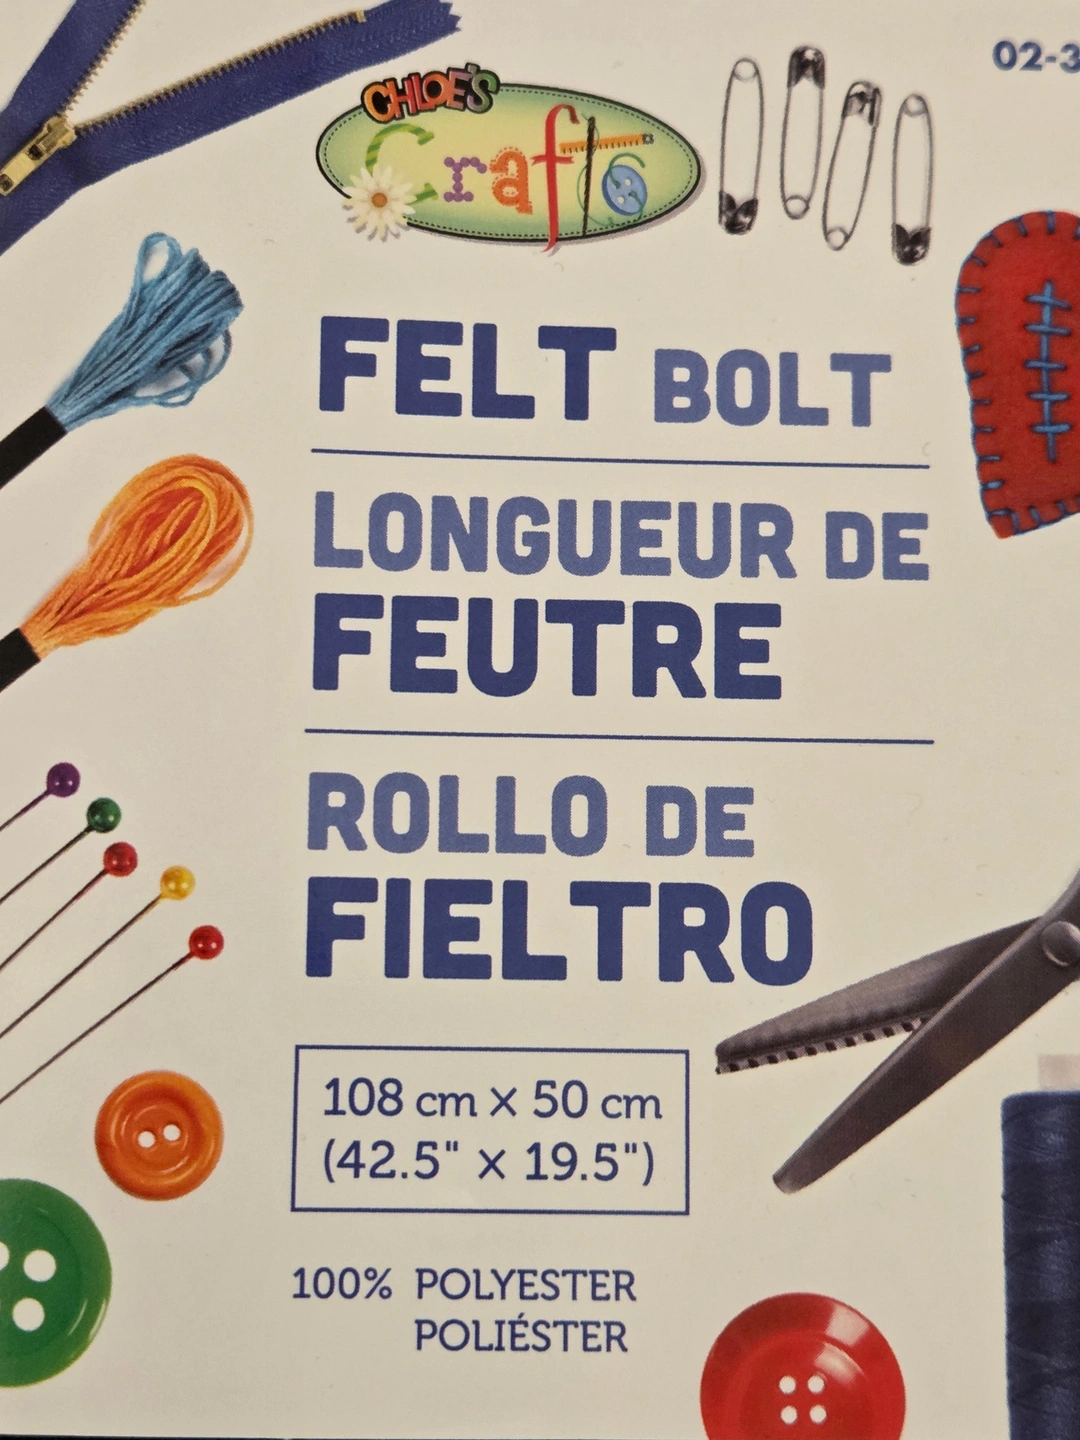 02-3
CHLOE'S
Crafts
FELT BOLT
LONGUEUR DE
FEUTRE
ROLLO DE
FIELTRO
108 cm x 50 cm
(42.5" x 19.5")
100% POLYESTER
POLIÉSTER